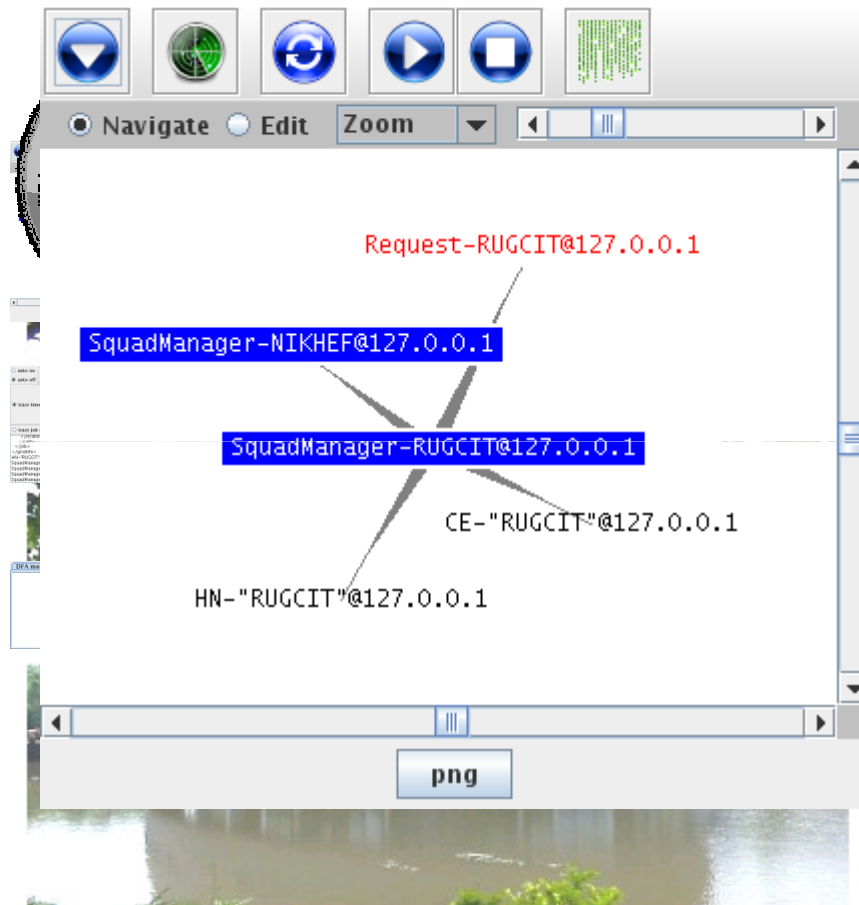 Navigate Edit Zoom
Request-RUGCIT@127.0.0.1
SquadManager-NIKHEF@127.0.0.1
SquadManager-RUGCIT@127.0.0.1
CE-"RUGCIT"@127.0.0.1
HN-"RUGCIT"@127.0.0.1
png